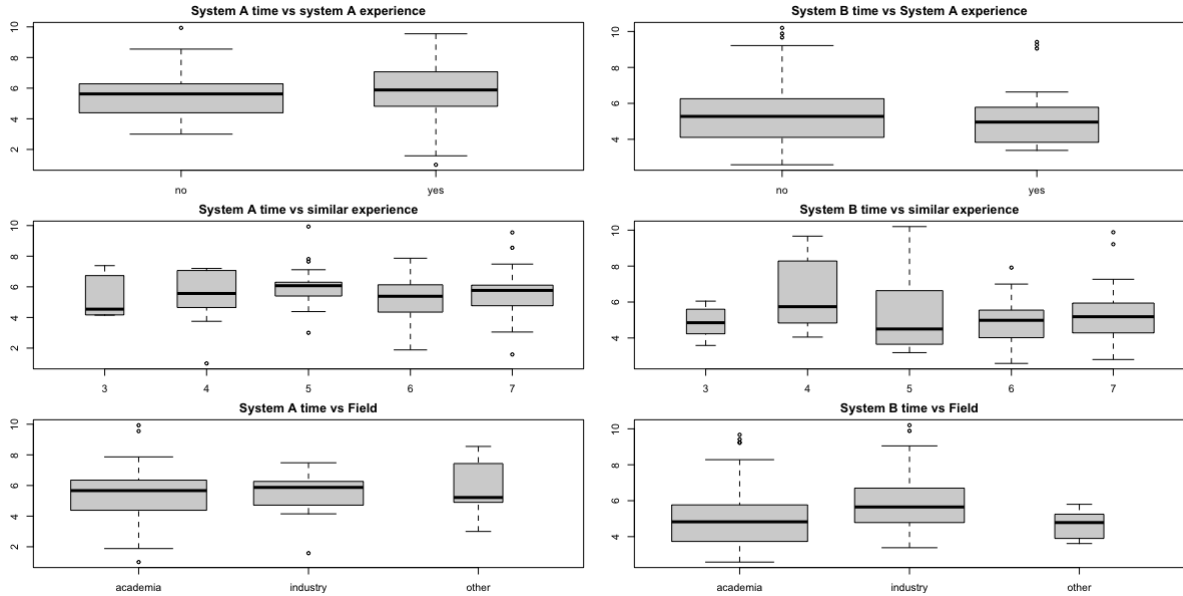 System A time vs system A experience
10
8
6
4
2
no
yes
System B time vs System A experience
10
8
6
4
no
yes
System A time vs similar experience
10
8
6
4
2
3
4
5
6
7
System B time vs similar experience
10
8
6
4
3
4
5
6
7
System A time vs Field
10
8
6
4
2
academia
industry
other
System B time vs Field
10
8
6
4
academia
industry
other